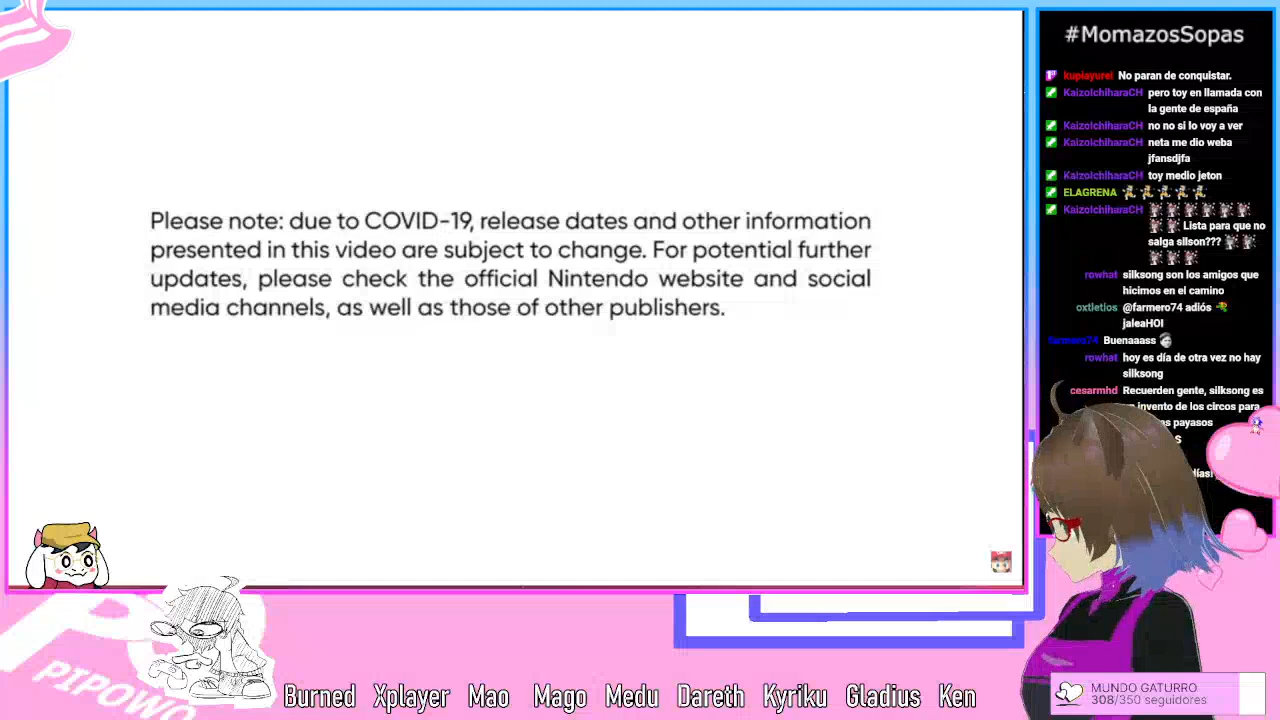 Please note: due to COVID-19, release dates and other information
presented in this video are subject to change. For potential further
updates, please check the official Nintendo website and social
media channels, as well as those of other publishers.
#MomazosSopas
kupiayurei No paran de conquistar.
KaizoIchiharaCH pero toy en llamada con
la gente de españa
KaizoIchiharaCH no no si lo voy a ver
KaizoIchiharaCH neta me dio weba
jfansdjfa
KaizoIchiharaCH toy medio jeton
ELAGRENA
KaizoIchiharaCH
Lista para que no
salga silson???
rowhat silksong son los amigos que
hicimos en el camino
oxtletios @farmero74 adiós
jaleaHOI
farmero74 Buenaaass
rowhat hoy es día de otra vez no hay
silksong
cesarmhd Recuerden gente, silksong es
invento de los circos para
payasos
PIPOWO
Burned Xplayer Mao Mago Medu Dareth Kyriku Gladius Ken
MUNDO GATURRO
308/350 seguidores